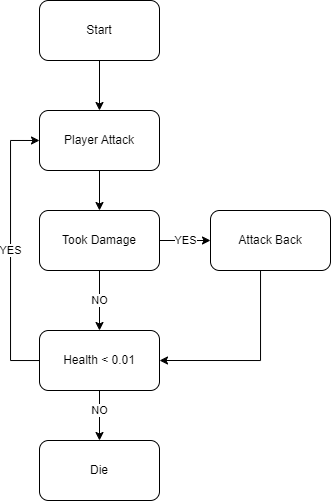 Start
Player Attack
Took Damage
YES
Attack Back
YES
NO
Health < 0.01
NO
Die